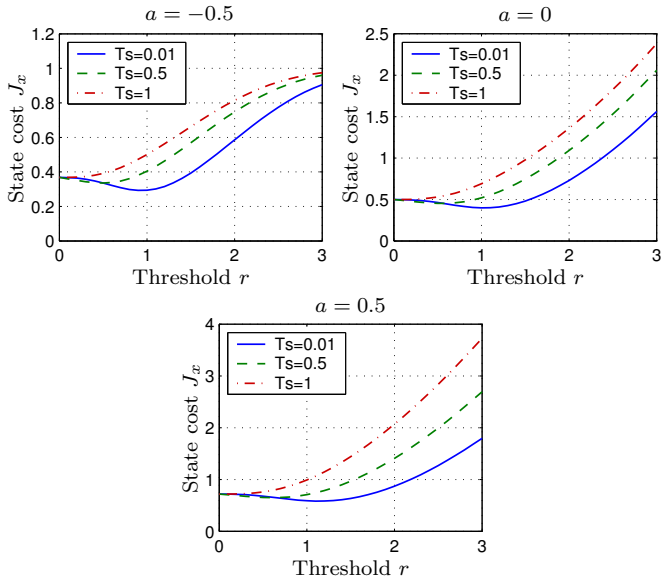 a = −0.5
1.2
1
0.8
0.6
0.4
0.2
0
State cost Jx
Ts=0.01
Ts=0.5
Ts=1
0 1 2 3
Threshold r
a = 0
2.5
2
1.5
1
0.5
0
State cost Jx
Ts=0.01
Ts=0.5
Ts=1
0 1 2 3
Threshold r
a = 0.5
4
3
2
1
0
State cost Jx
Ts=0.01
Ts=0.5
Ts=1
0 1 2 3
Threshold r